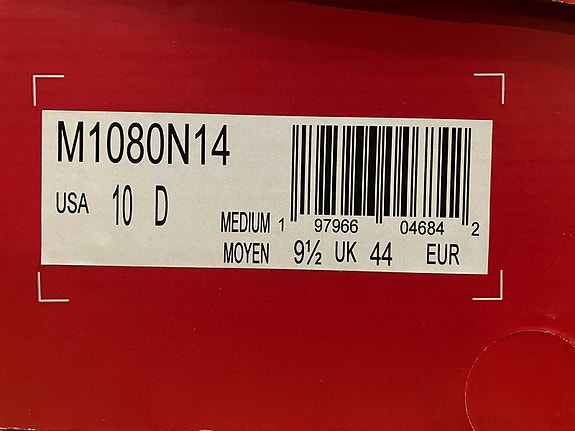 M1080N14
USA 10 D
MEDIUM 1 97966 04684 2
MOYEN 9½ UK 44 EUR